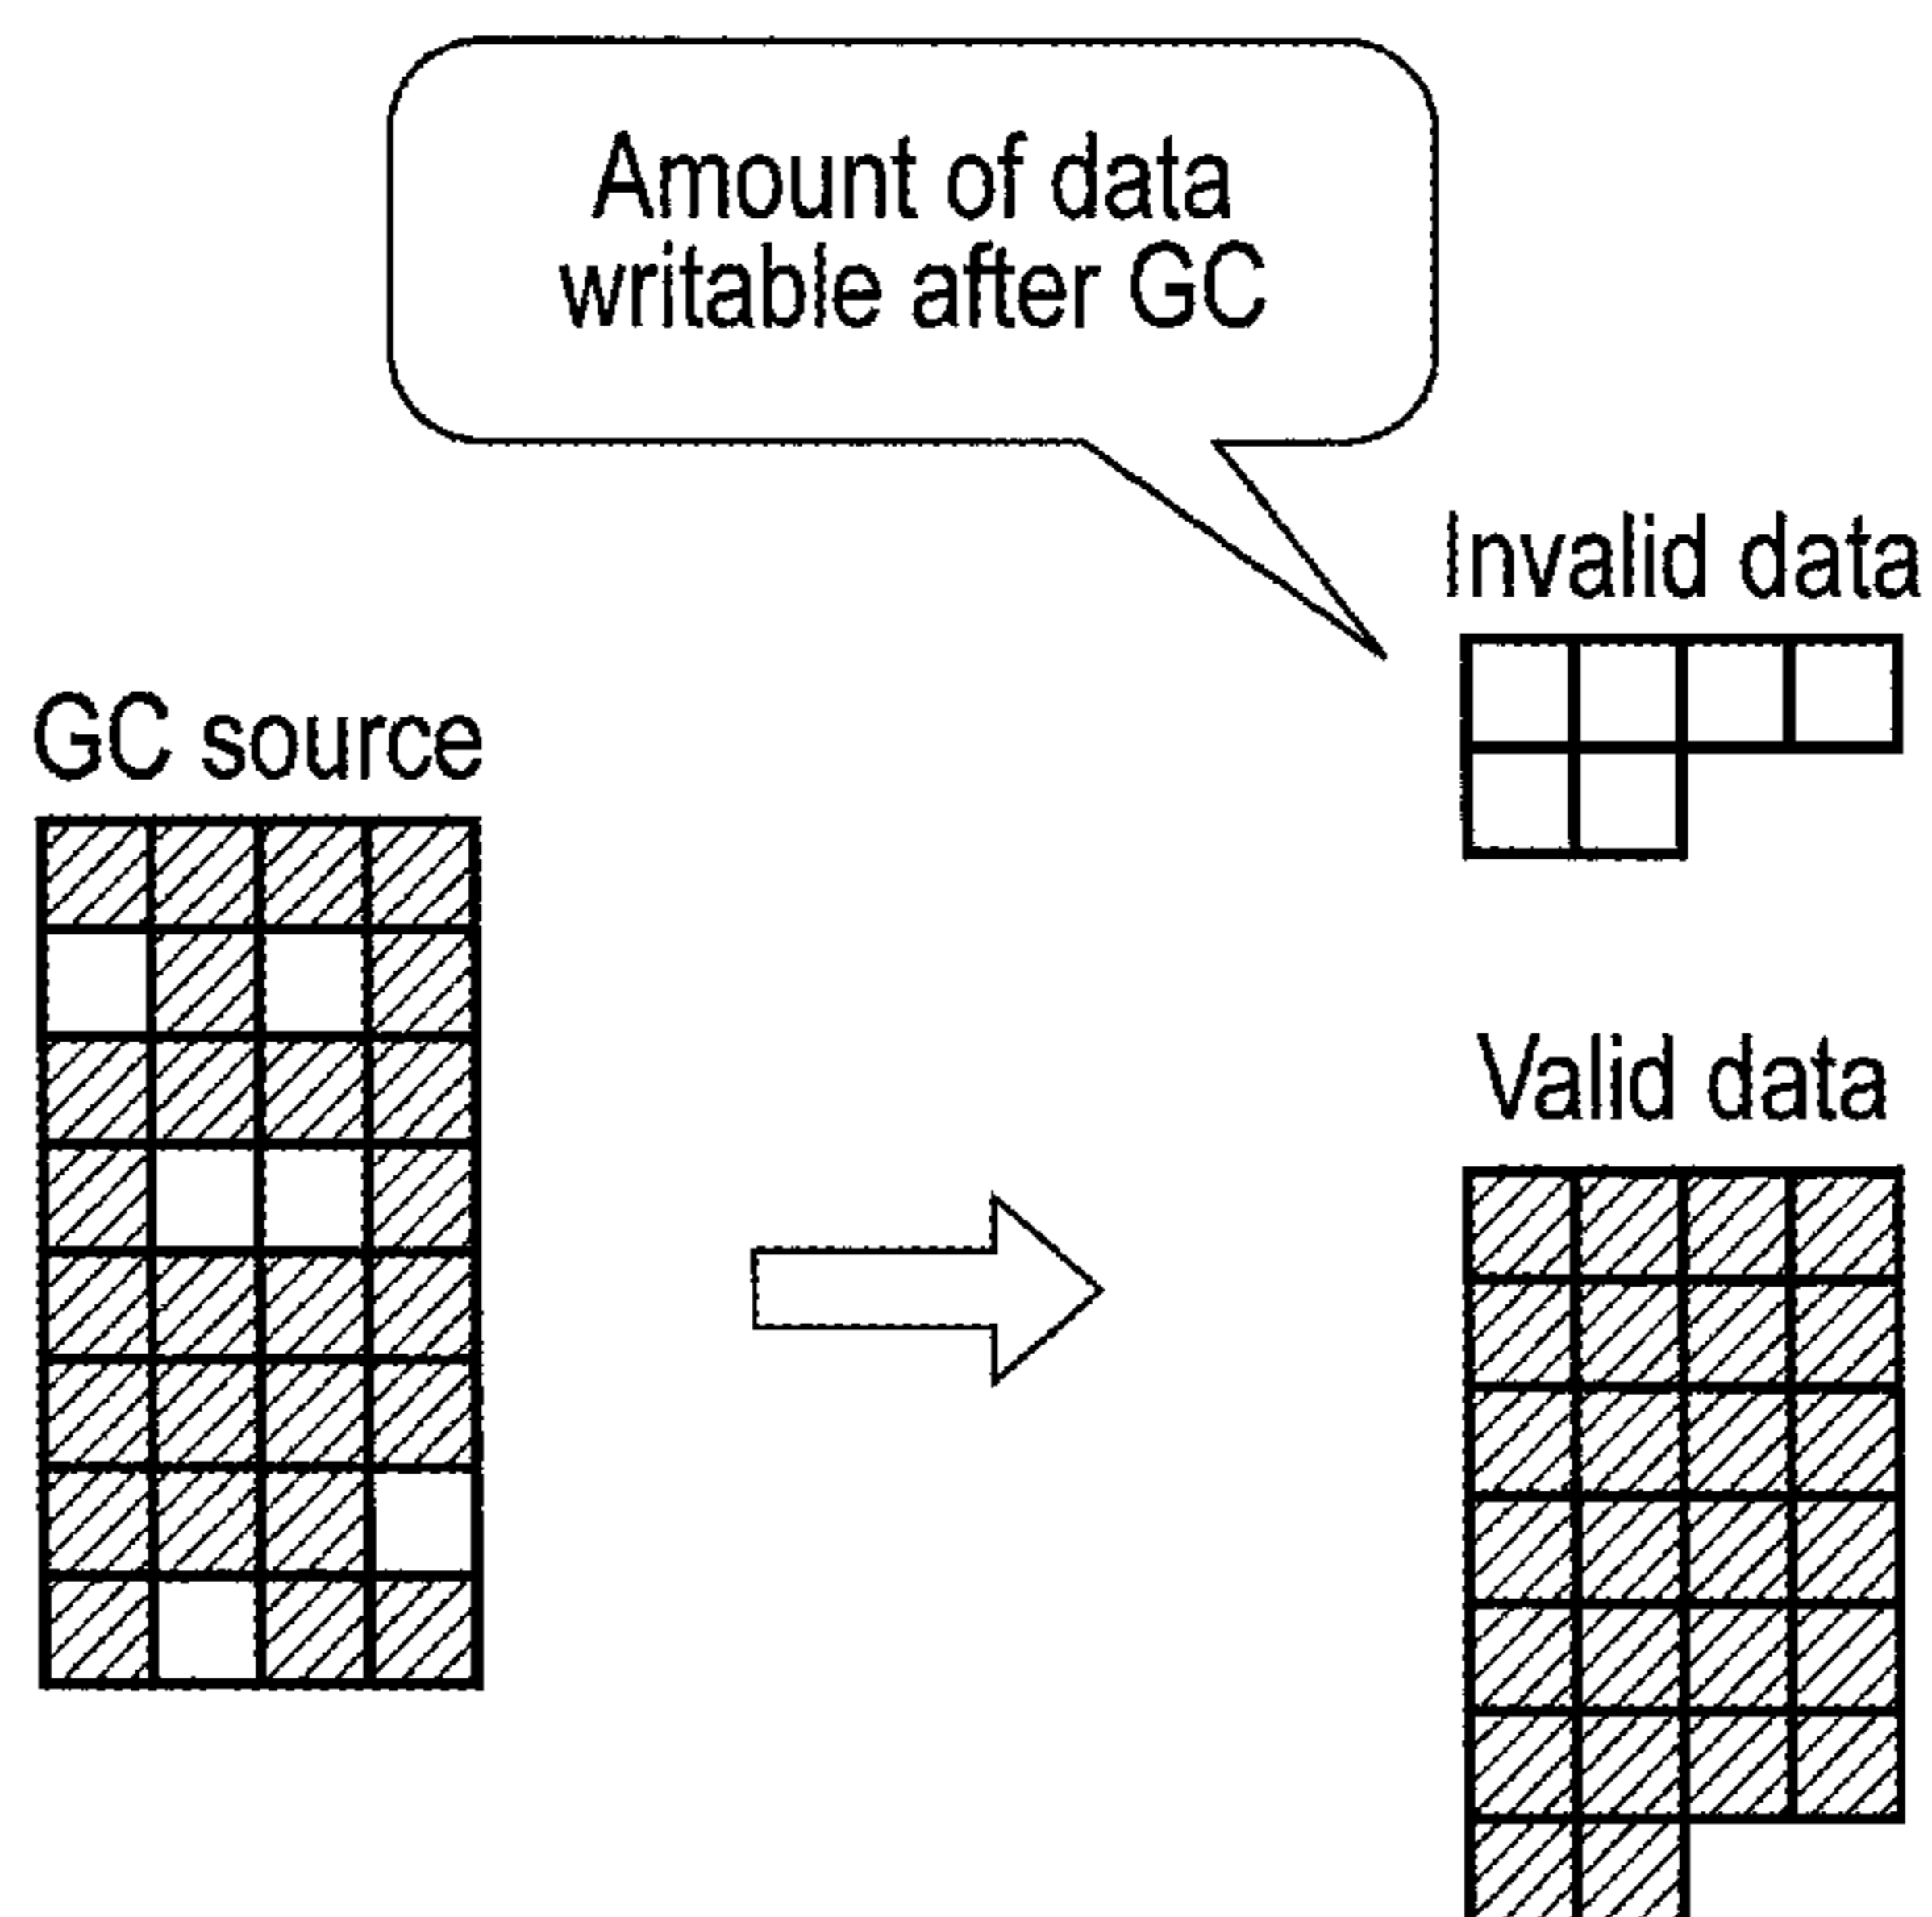 Amount of data
writable after GC
Invalid data
GC source
Valid data